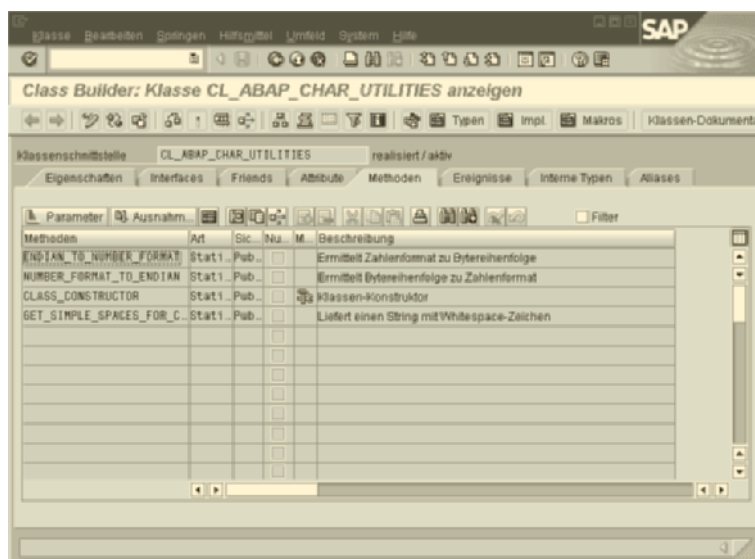 Klasse Bearbeiten Springen Hilfsmittel Umfeld System Hilfe
SAP
Class Builder: Klasse CL_ABAP_CHAR_UTILITIES anzeigen
Typen Impl. Makros Klassen-Dokumenta
Klassenschnittstelle CL_ABAP_CHAR_UTILITIES realisiert / aktiv
Eigenschaften Interfaces Friends Attribute Methoden Ereignisse Interne Typen Aliases
Parameter Ausnahm... Filter
Methoden Art Sic... Nu... M... Beschreibung
ENDIAN_TO_NUMBER_FORMAT Stati.. Pub.. Ermittelt Zahlenformat zu Bytereihenfolge
NUMBER_FORMAT_TO_ENDIAN Stati.. Pub.. Ermittelt Bytereihenfolge zu Zahlenformat
CLASS_CONSTRUCTOR Stati.. Pub.. Klassen-Konstruktor
GET_SIMPLE_SPACES_FOR_C.. Stati.. Pub.. Liefert einen String mit Whitespace-Zeichen